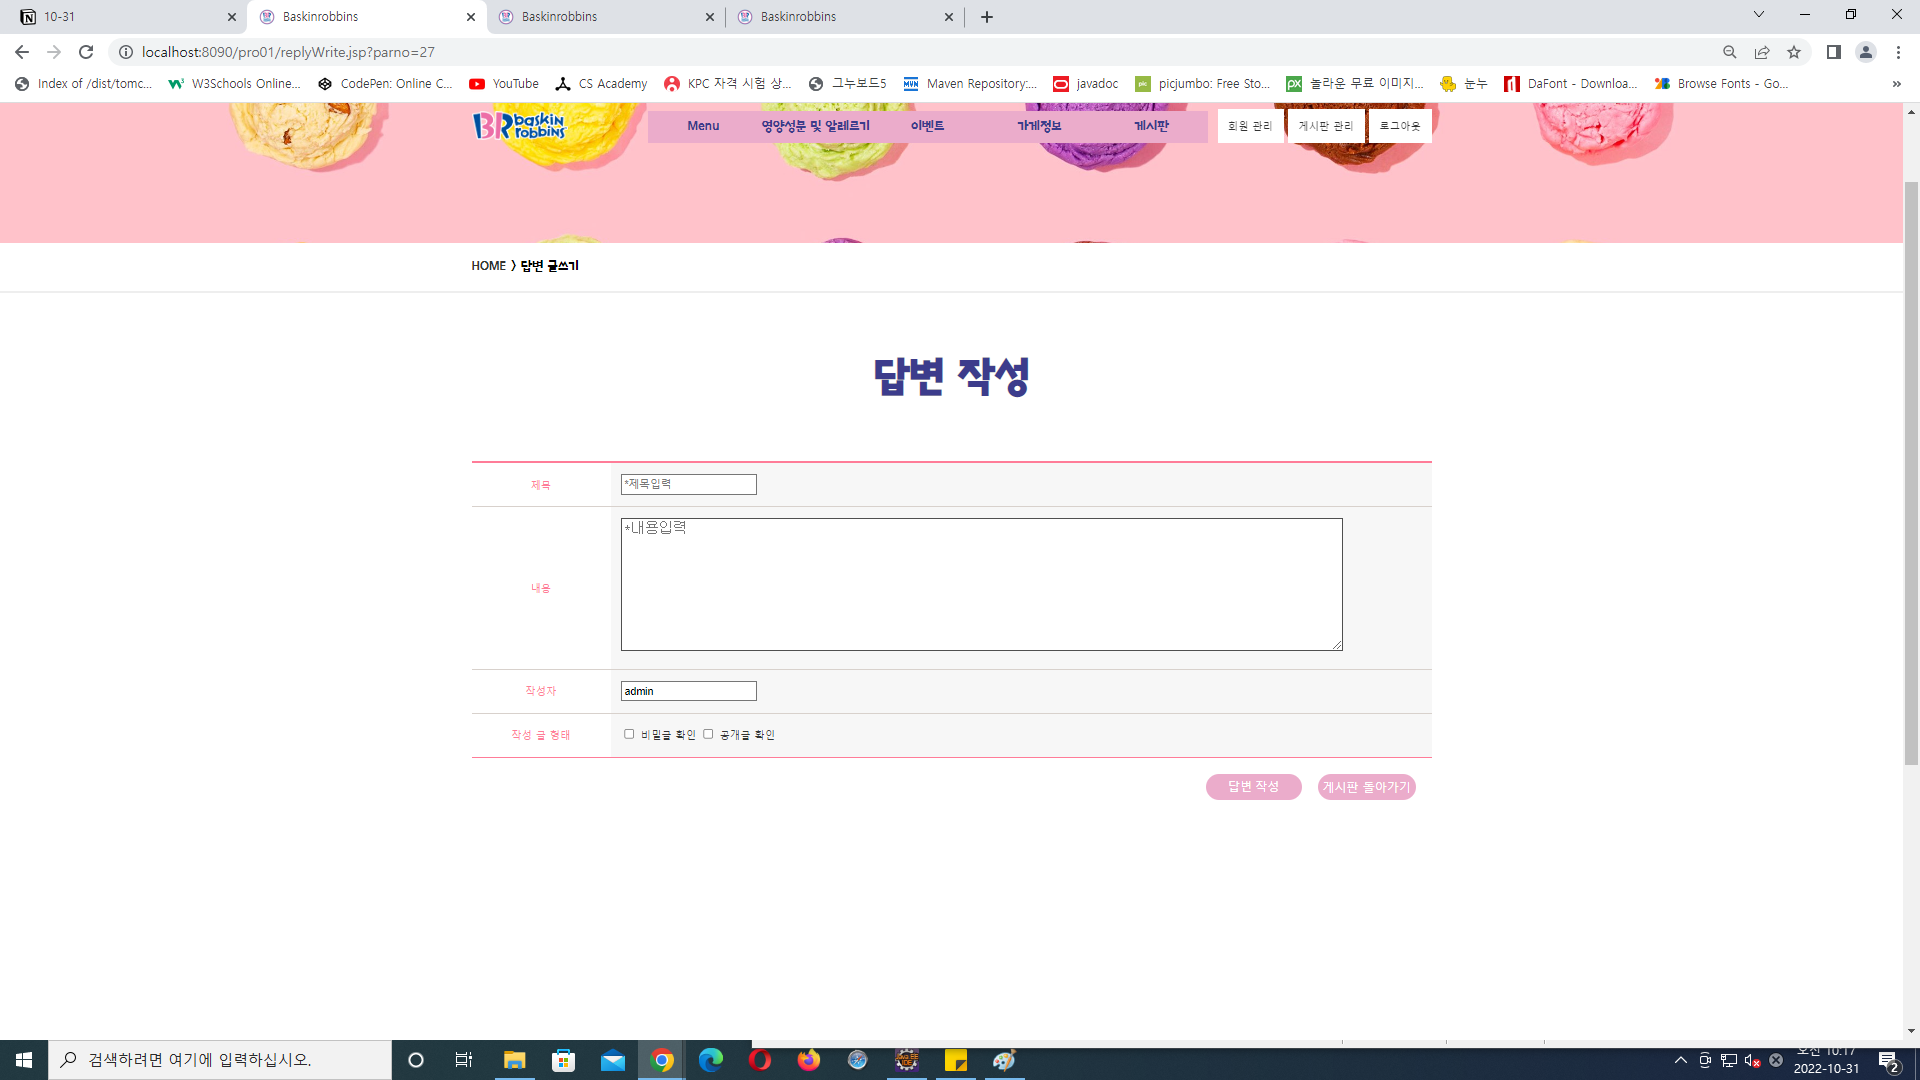 10-31
Baskinrobbins
Baskinrobbins
Baskinrobbins
localhost:8090/pro01/replyWrite.jsp?parno=27
Index of /dist/tomc...
W3Schools Online...
CodePen: Online C...
YouTube
CS Academy
KPC 자격 시험 상...
그누보드5
MVN
Maven Repository:...
javadoc
pic
picjumbo: Free Sto...
px
놀라운 무료 이미지...
눈누
DaFont - Downloa...
Browse Fonts - Go...
»
BR baskin robbins
Menu
영양성분 및 알레르기
이벤트
가게정보
게시판
회원 관리
게시판 관리
로그아웃
HOME > 답변 글쓰기
답변 작성
제목
*제목입력
내용
*내용입력
작성자
admin
작성 글 형태
비밀글 확인
공개글 확인
답변 작성
게시판 돌아가기
검색하려면 여기에 입력하십시오.
오전 10:17
2022-10-31
2